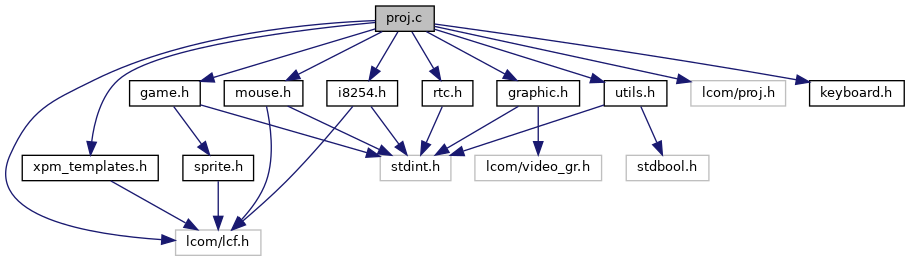 proj.c
game.h
mouse.h
i8254.h
rtc.h
graphic.h
utils.h
lcom/proj.h
keyboard.h
xpm_templates.h
sprite.h
stdint.h
lcom/video_gr.h
stdbool.h
lcom/lcf.h